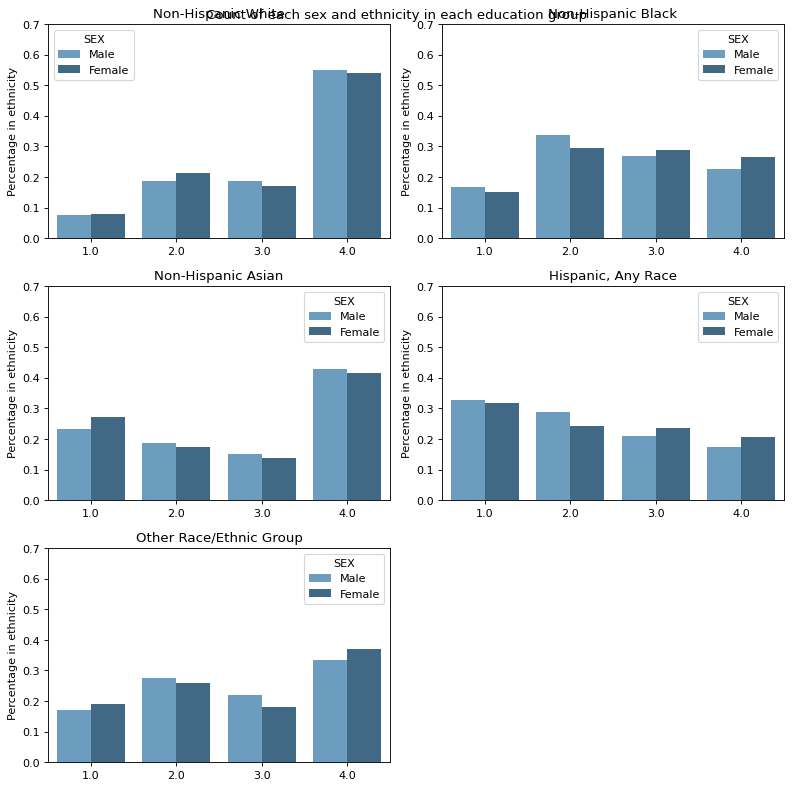 Count of each sex and ethnicity in each education group
Non-Hispanic White
Percentage in ethnicity
0.7
0.6
0.5
0.4
0.3
0.2
0.1
0.0
SEX
Male
Female
1.0 2.0 3.0 4.0
Non-Hispanic Black
Percentage in ethnicity
0.7
0.6
0.5
0.4
0.3
0.2
0.1
0.0
SEX
Male
Female
1.0 2.0 3.0 4.0
Non-Hispanic Asian
Percentage in ethnicity
0.7
0.6
0.5
0.4
0.3
0.2
0.1
0.0
SEX
Male
Female
1.0 2.0 3.0 4.0
Hispanic, Any Race
Percentage in ethnicity
0.7
0.6
0.5
0.4
0.3
0.2
0.1
0.0
SEX
Male
Female
1.0 2.0 3.0 4.0
Other Race/Ethnic Group
Percentage in ethnicity
0.7
0.6
0.5
0.4
0.3
0.2
0.1
0.0
SEX
Male
Female
1.0 2.0 3.0 4.0